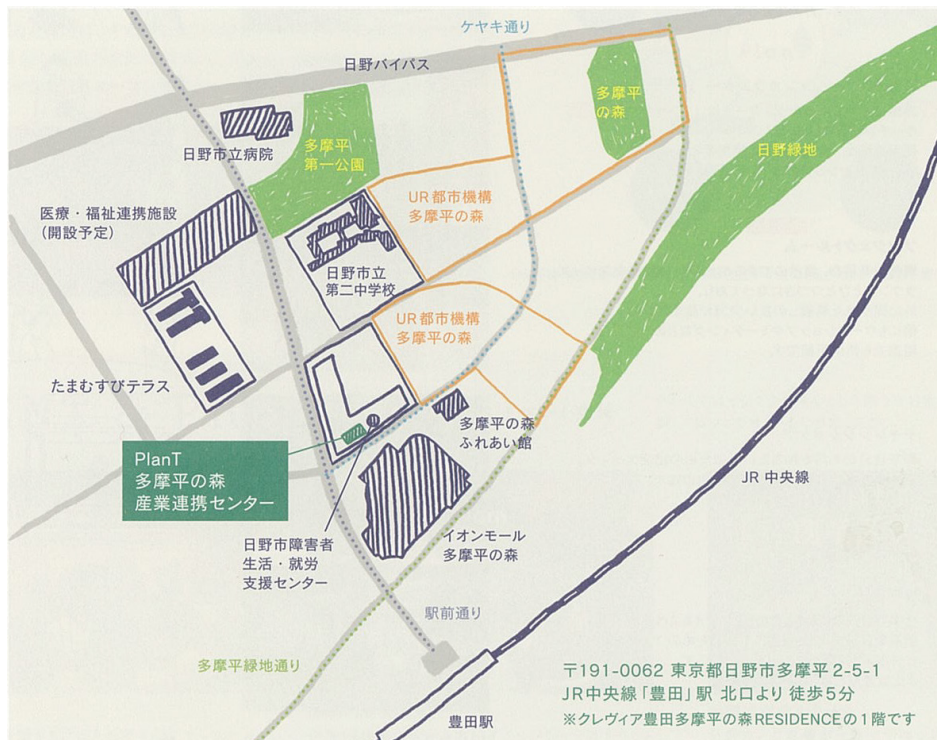 ケヤキ通り
日野バイパス
多摩平
の森
日野市立病院
多摩平
第一公園
日野緑地
医療・福祉連携施設
(開設予定)
UR都市機構
多摩平の森
日野市立
第二中学校
UR都市機構
多摩平の森
たまむすびテラス
多摩平の森
ふれあい館
PlanT
多摩平の森
産業連携センター
JR 中央線
イオンモール
多摩平の森
日野市障害者
生活・就労
支援センター
駅前通り
多摩平緑地通り
豊田駅
〒191-0062 東京都日野市多摩平 2-5-1
JR中央線「豊田」駅 北口より 徒歩5分
※クレヴィア豊田多摩平の森RESIDENCEの1階です